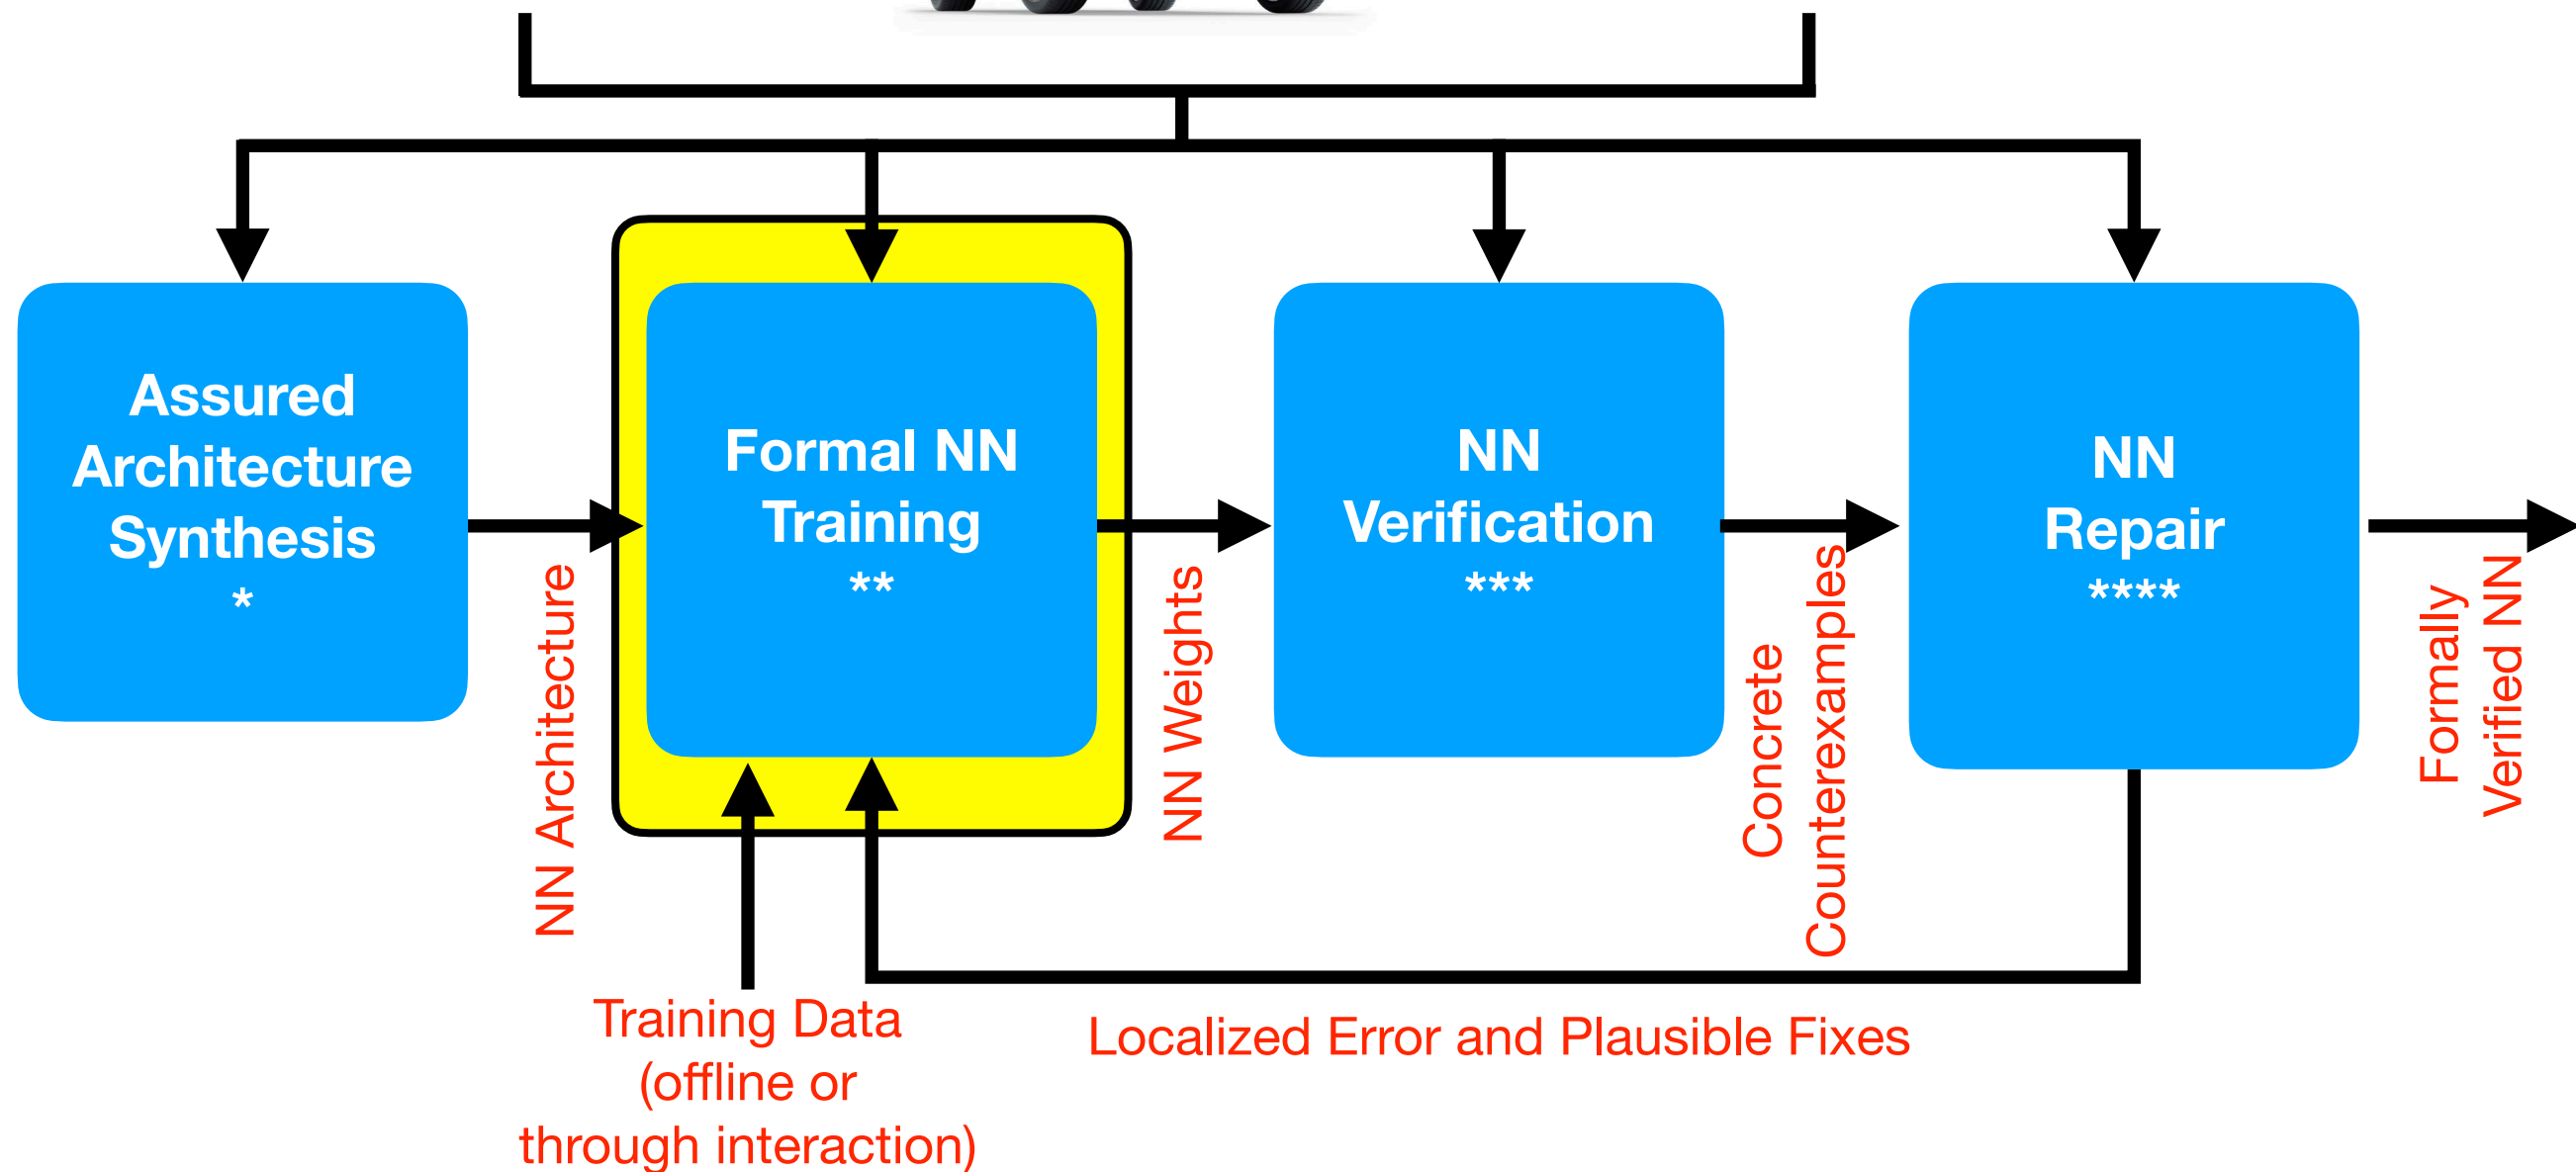 Assured
Architecture
Synthesis
*
NN Architecture
Formal NN
Training
**
NN Weights
NN
Verification
***
Concrete
Counterexamples
NN
Repair
****
Formally
Verified NN
Training Data
(offline or
through interaction)
Localized Error and Plausible Fixes